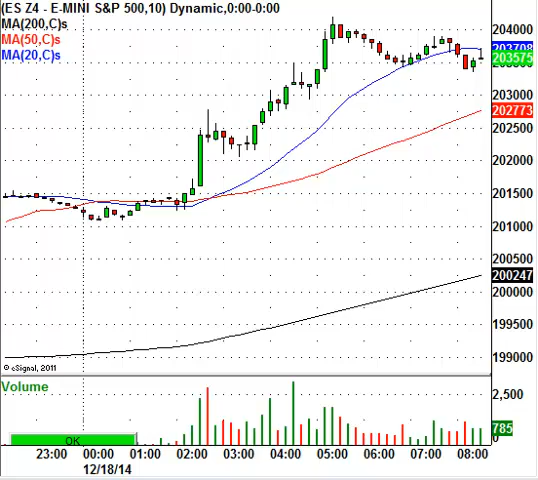 (ES Z4 - E-MINI S&P 500,10) Dynamic,0:00-0:00
MA(200,C)s
MA(50,C)s
MA(20,C)s
204000
203708
203575
203000
202773
202500
202000
201500
201000
200500
200247
200000
199500
199000
© eSignal, 2011
Volume
2,500
785
0
OK
23:00 00:00 01:00 02:00 03:00 04:00 05:00 06:00 07:00 08:00
12/18/14